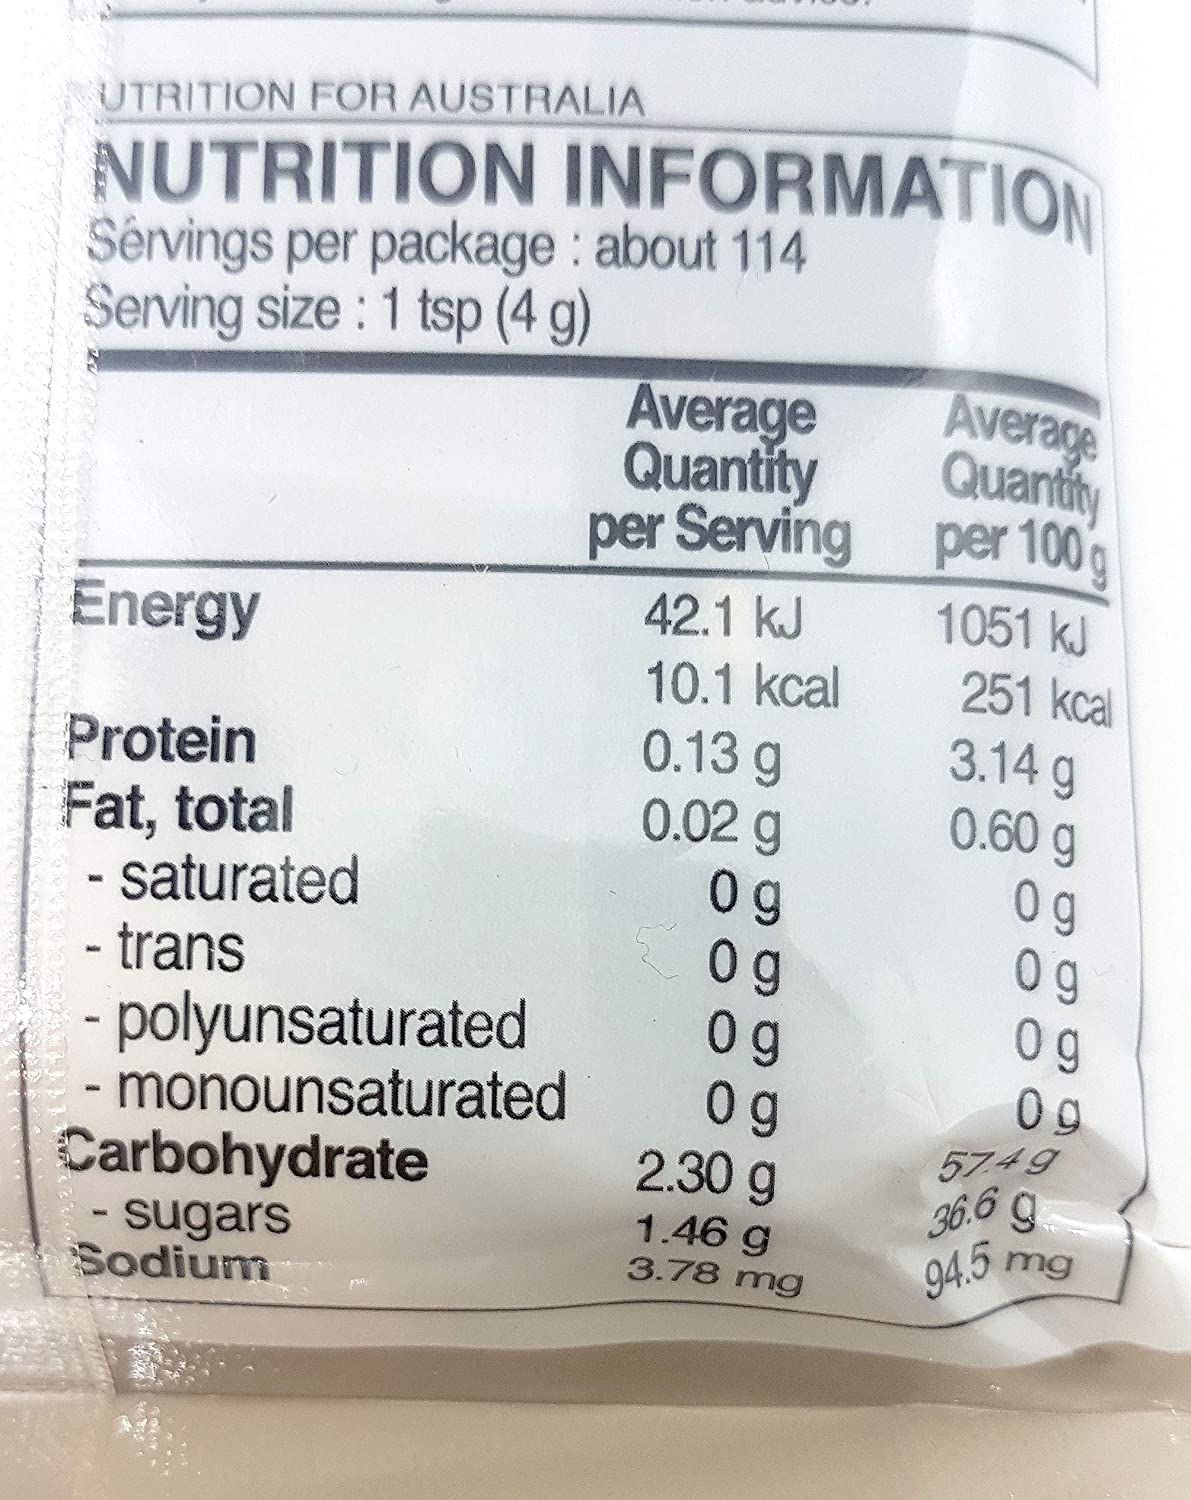 UTRITION FOR AUSTRALIA
NUTRITION INFORMATION
Servings per package : about 114
Serving size : 1 tsp (4 g)
Average Quantity per Serving
Average Quantity per 100 g
Energy 42.1 kJ 1051 kJ
10.1 kcal 251 kcal
Protein 0.13 g 3.14 g
Fat, total 0.02 g 0.60 g
- saturated 0 g 0 g
- trans 0 g 0 g
- polyunsaturated 0 g 0 g
- monounsaturated 0 g 0 g
Carbohydrate 2.30 g 57.4 g
- sugars 1.46 g 36.6 g
Sodium 3.78 mg 94.5 mg